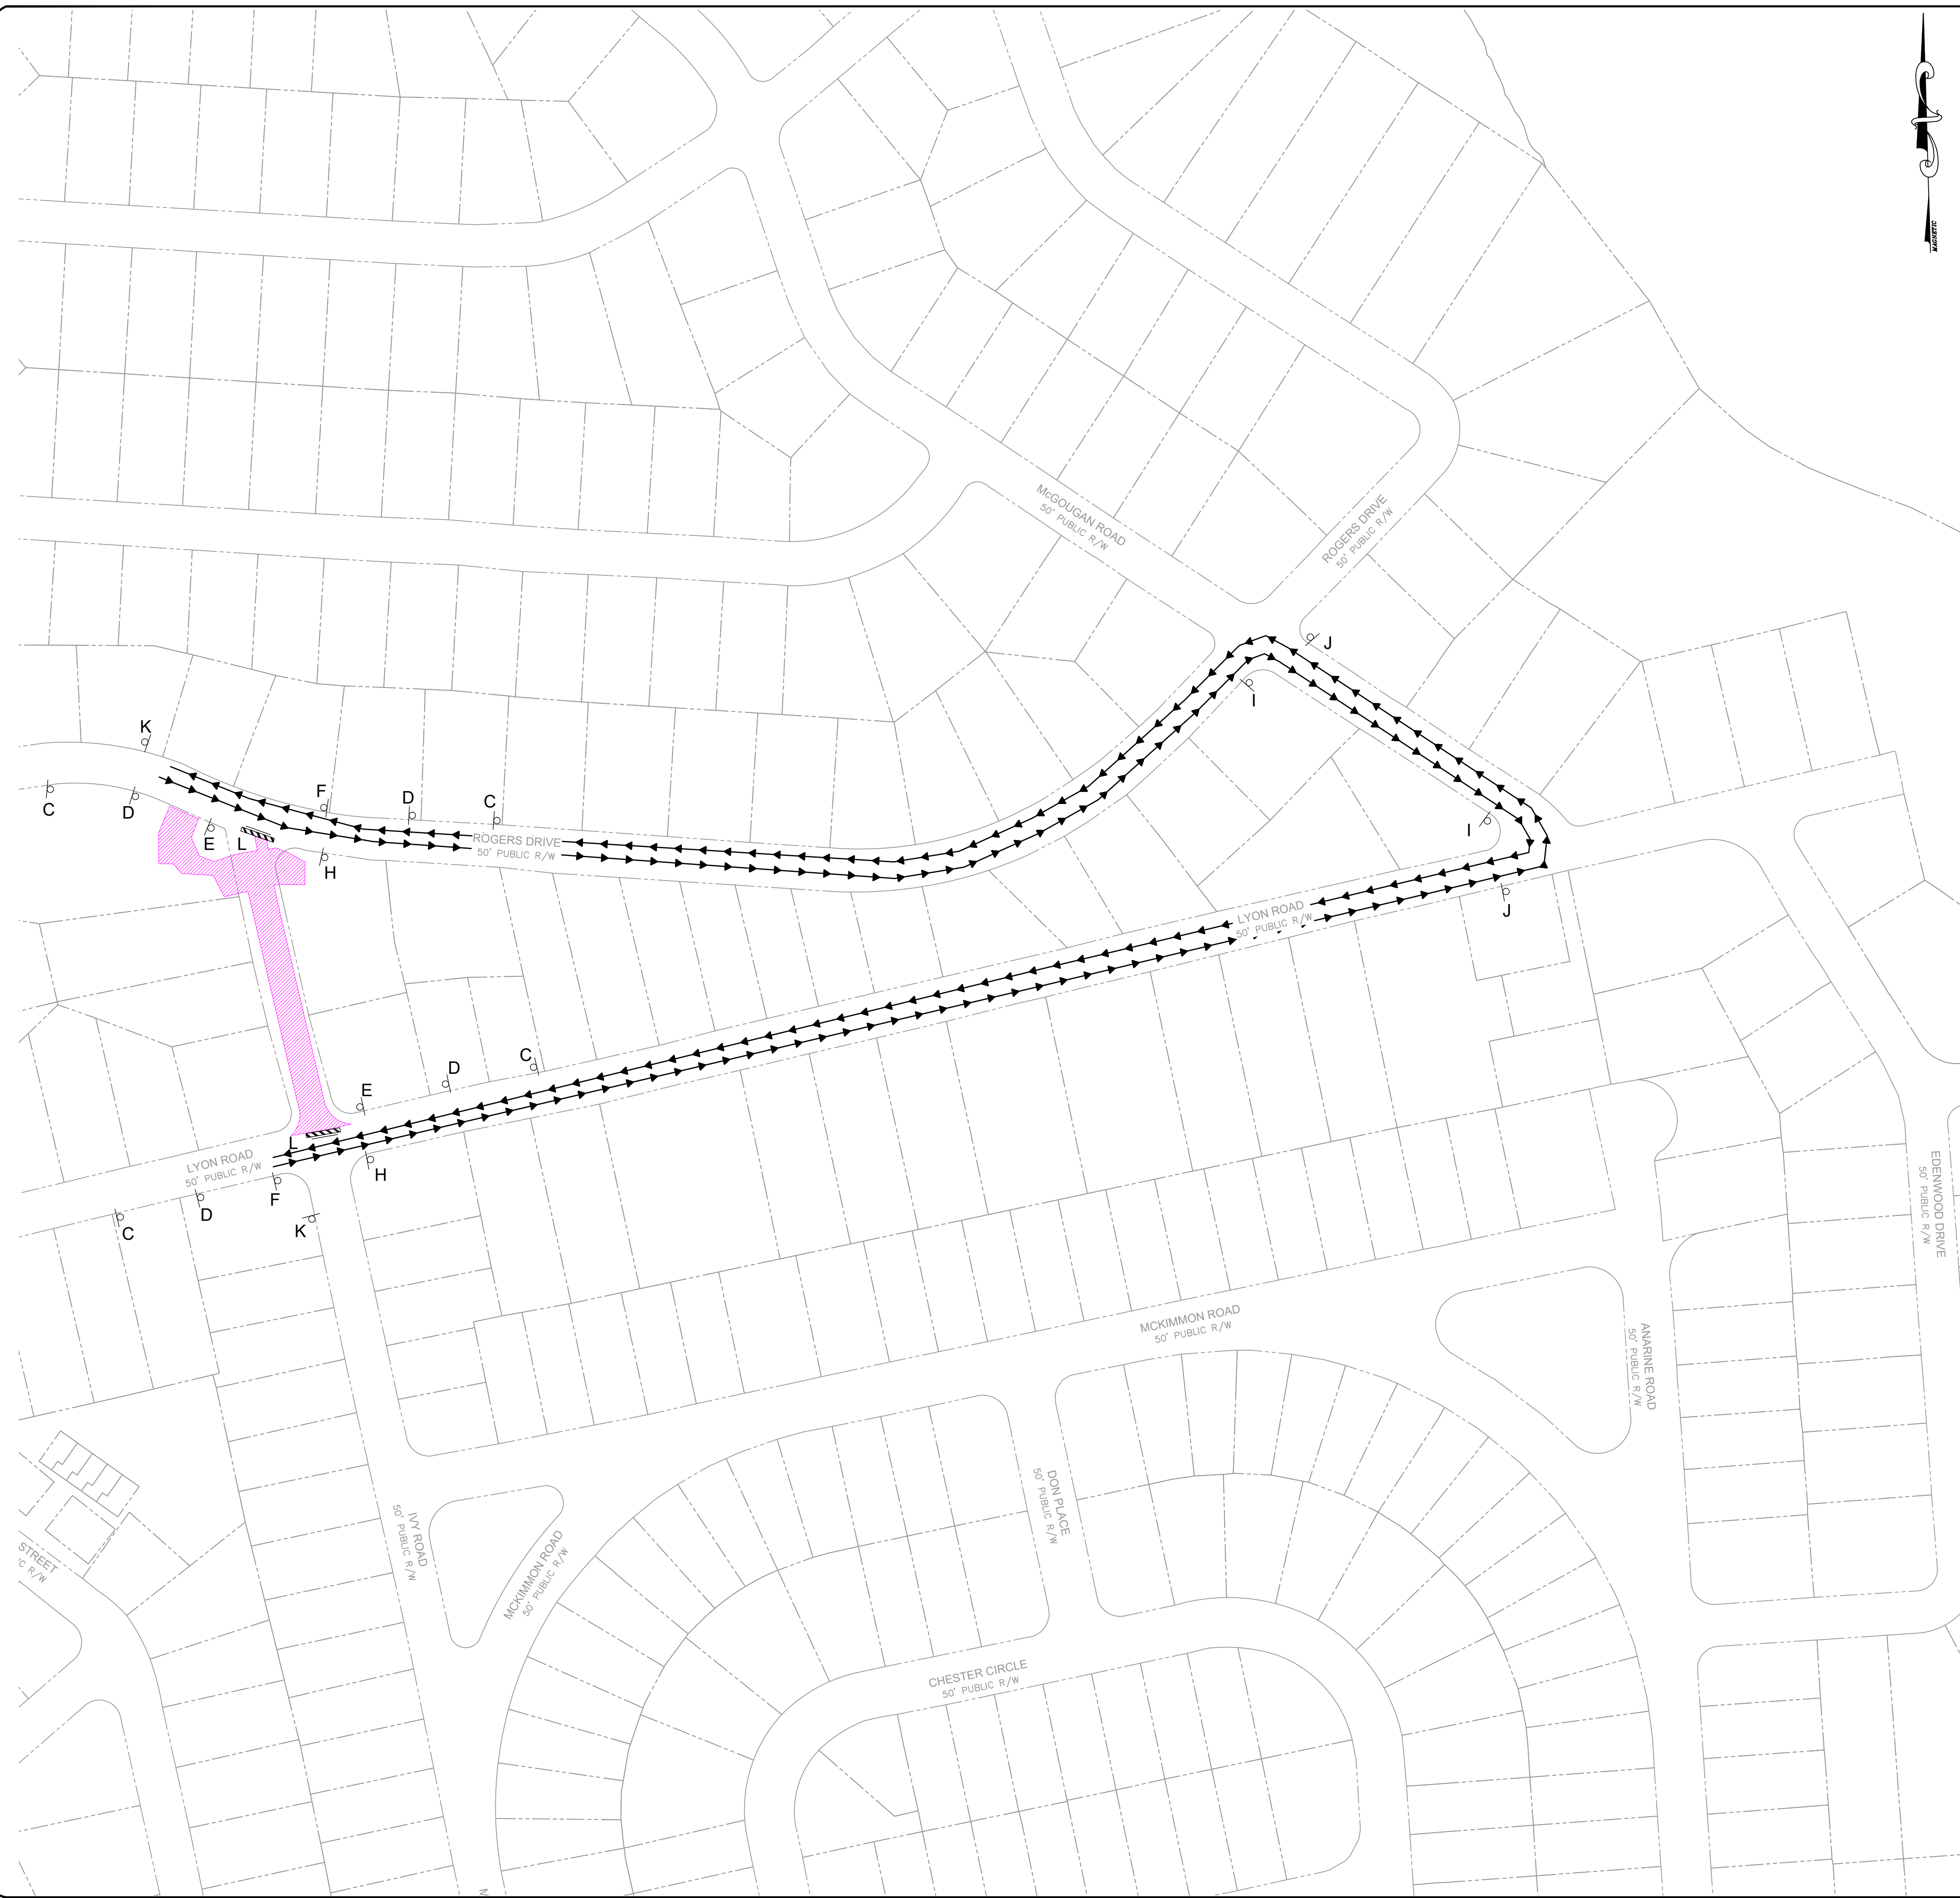 MAGNETIC
McGOUGAN ROAD
50' PUBLIC R/W
ROGERS DRIVE
50' PUBLIC R/W
J
I
K
C
D
E
L
F
H
D
C
ROGERS DRIVE
50' PUBLIC R/W
I
J
LYON ROAD
50' PUBLIC R/W
C
D
E
L
H
LYON ROAD
50' PUBLIC R/W
F
D
C
K
EDENWOOD DRIVE
50' PUBLIC R/W
MCKIMMON ROAD
50' PUBLIC R/W
ANARINE ROAD
50' PUBLIC R/W
DON PLACE
50' PUBLIC R/W
IVY ROAD
50' PUBLIC R/W
MCKIMMON ROAD
50' PUBLIC R/W
STREET
C R/W
CHESTER CIRCLE
50' PUBLIC R/W